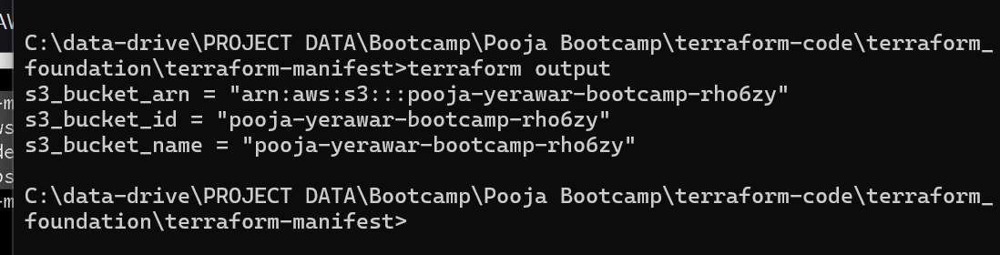 C:\data-drive\PROJECT DATA\Bootcamp\Pooja Bootcamp\terraform-code\terraform_
foundation\terraform-manifest>terraform output
s3_bucket_arn = "arn:aws:s3:::pooja-yerawar-bootcamp-rho6zy"
s3_bucket_id = "pooja-yerawar-bootcamp-rho6zy"
s3_bucket_name = "pooja-yerawar-bootcamp-rho6zy"
C:\data-drive\PROJECT DATA\Bootcamp\Pooja Bootcamp\terraform-code\terraform_
foundation\terraform-manifest>